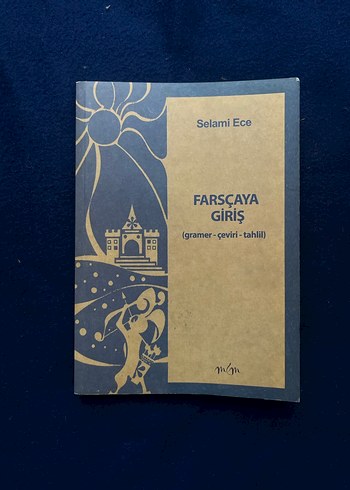 Selami Ece
FARSÇAYA
GİRİŞ
(gramer - çeviri - tahlil)